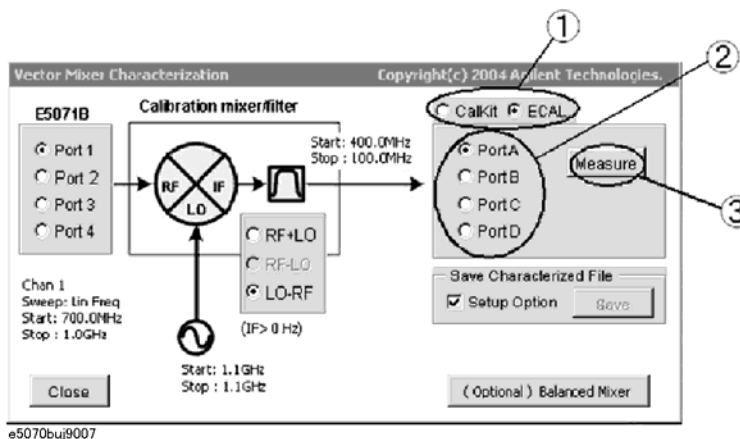 1
2
Vector Mixer Characterization
Copyright(c) 2004 Agilent Technologies.
E5071B
Calibration mixer/filter
CalKit
ECAL
Port 1
Port 2
Port 3
Port 4
RF
IF
LO
Start: 400.0MHz
Stop : 100.0MHz
PortA
PortB
PortC
PortD
Measure
3
RF+LO
RF-LO
LO-RF
(IF> 0 Hz)
Chan 1
Sweep: Lin Freq
Start: 700.0MHz
Stop : 1.0GHz
Save Characterized File
Setup Option
Save
Start: 1.1GHz
Stop : 1.1GHz
Close
( Optional ) Balanced Mixer
e5070buj9007